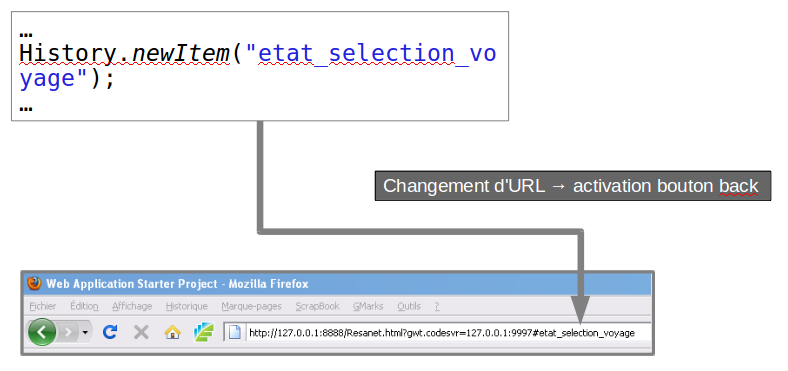 …
History.newItem("etat_selection_vo
yage");
…
Changement d'URL → activation bouton back
Web Application Starter Project - Mozilla Firefox
Fichier Édition Affichage Historique Marque-pages ScrapBook GMarks Outils ?
http://127.0.0.1:8888/Resanet.html?gwt.codesvr=127.0.0.1:9997#etat_selection_voyage